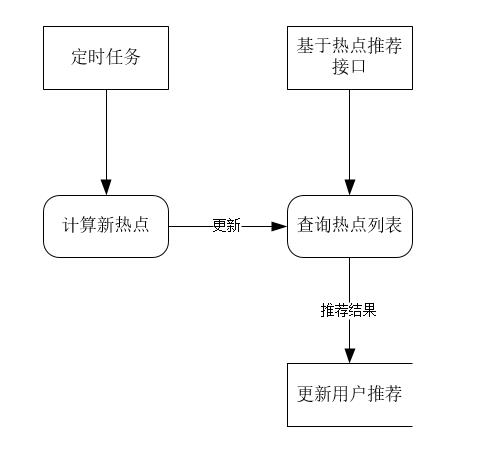 定时任务
基于热点推荐
接口
计算新热点
更新
查询热点列表
推荐结果
更新用户推荐